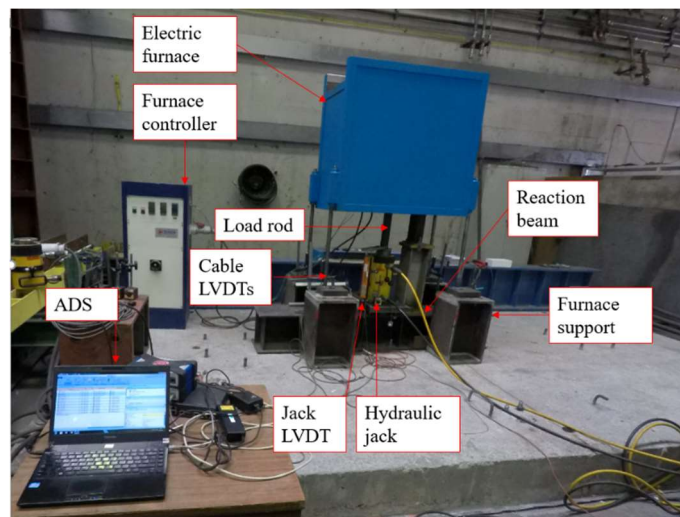 Electric
furnace
Furnace
controller
Load rod
Reaction
beam
Cable
LVDTs
ADS
Furnace
support
Jack
LVDT
Hydraulic
jack